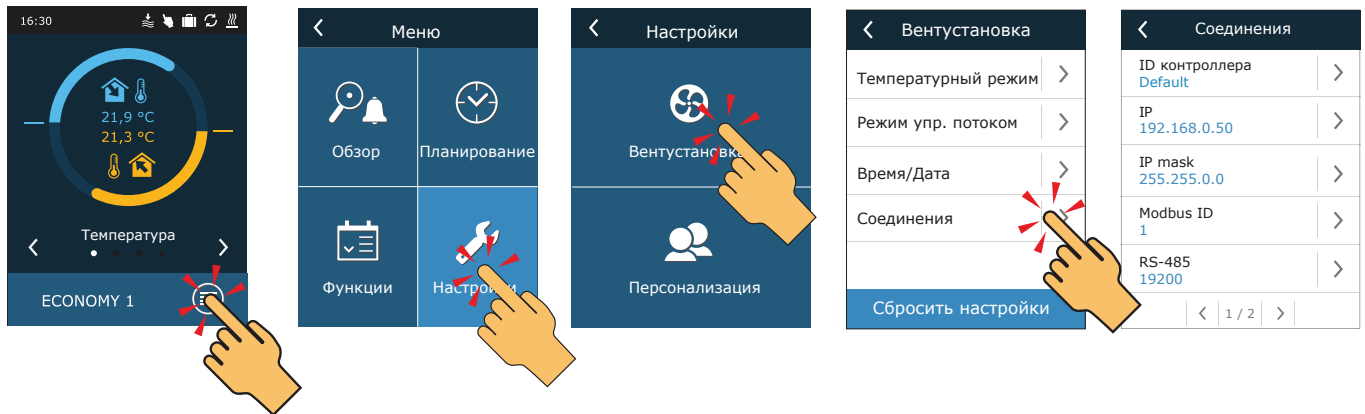 16:30
21,9 °C
21,3 °C
Температура
ECONOMY 1
Меню
Обзор
Планирование
Функции
Настройки
Настройки
Вентустановка
Персонализация
Вентустановка
Температурный режим
Режим упр. потоком
Время/Дата
Соединения
Сбросить настройки
Соединения
ID контроллера
Default
IP
192.168.0.50
IP mask
255.255.0.0
Modbus ID
1
RS-485
19200
1 / 2